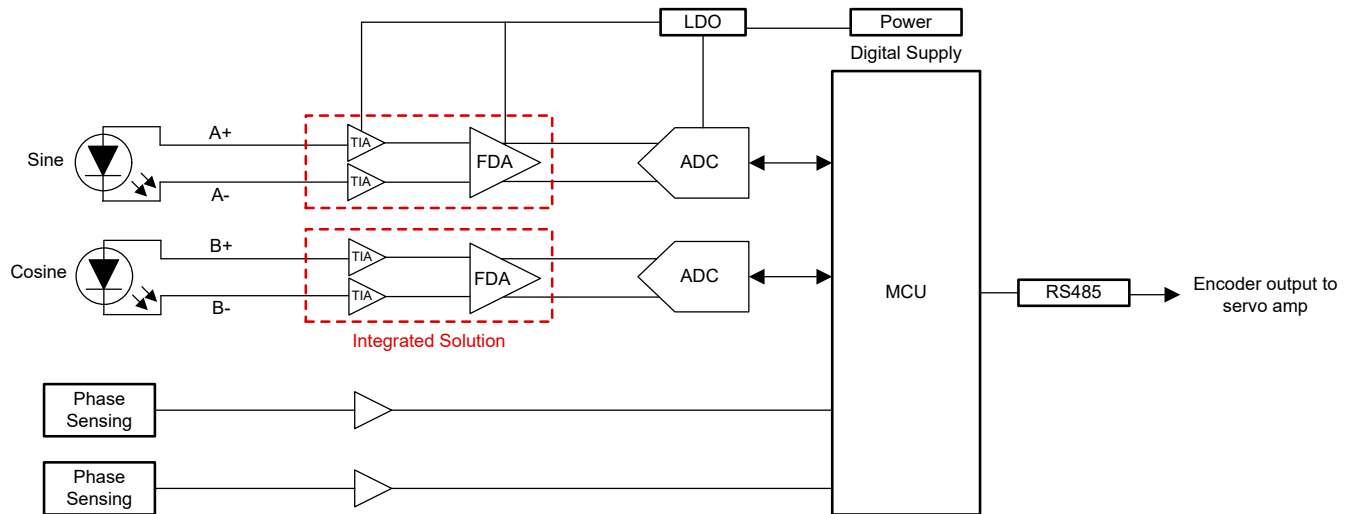 LDO
Power
Digital Supply
Sine
A+
A-
TIA
TIA
FDA
ADC
Cosine
B+
B-
TIA
TIA
FDA
ADC
Integrated Solution
MCU
RS485
Encoder output to
servo amp
Phase
Sensing
Phase
Sensing